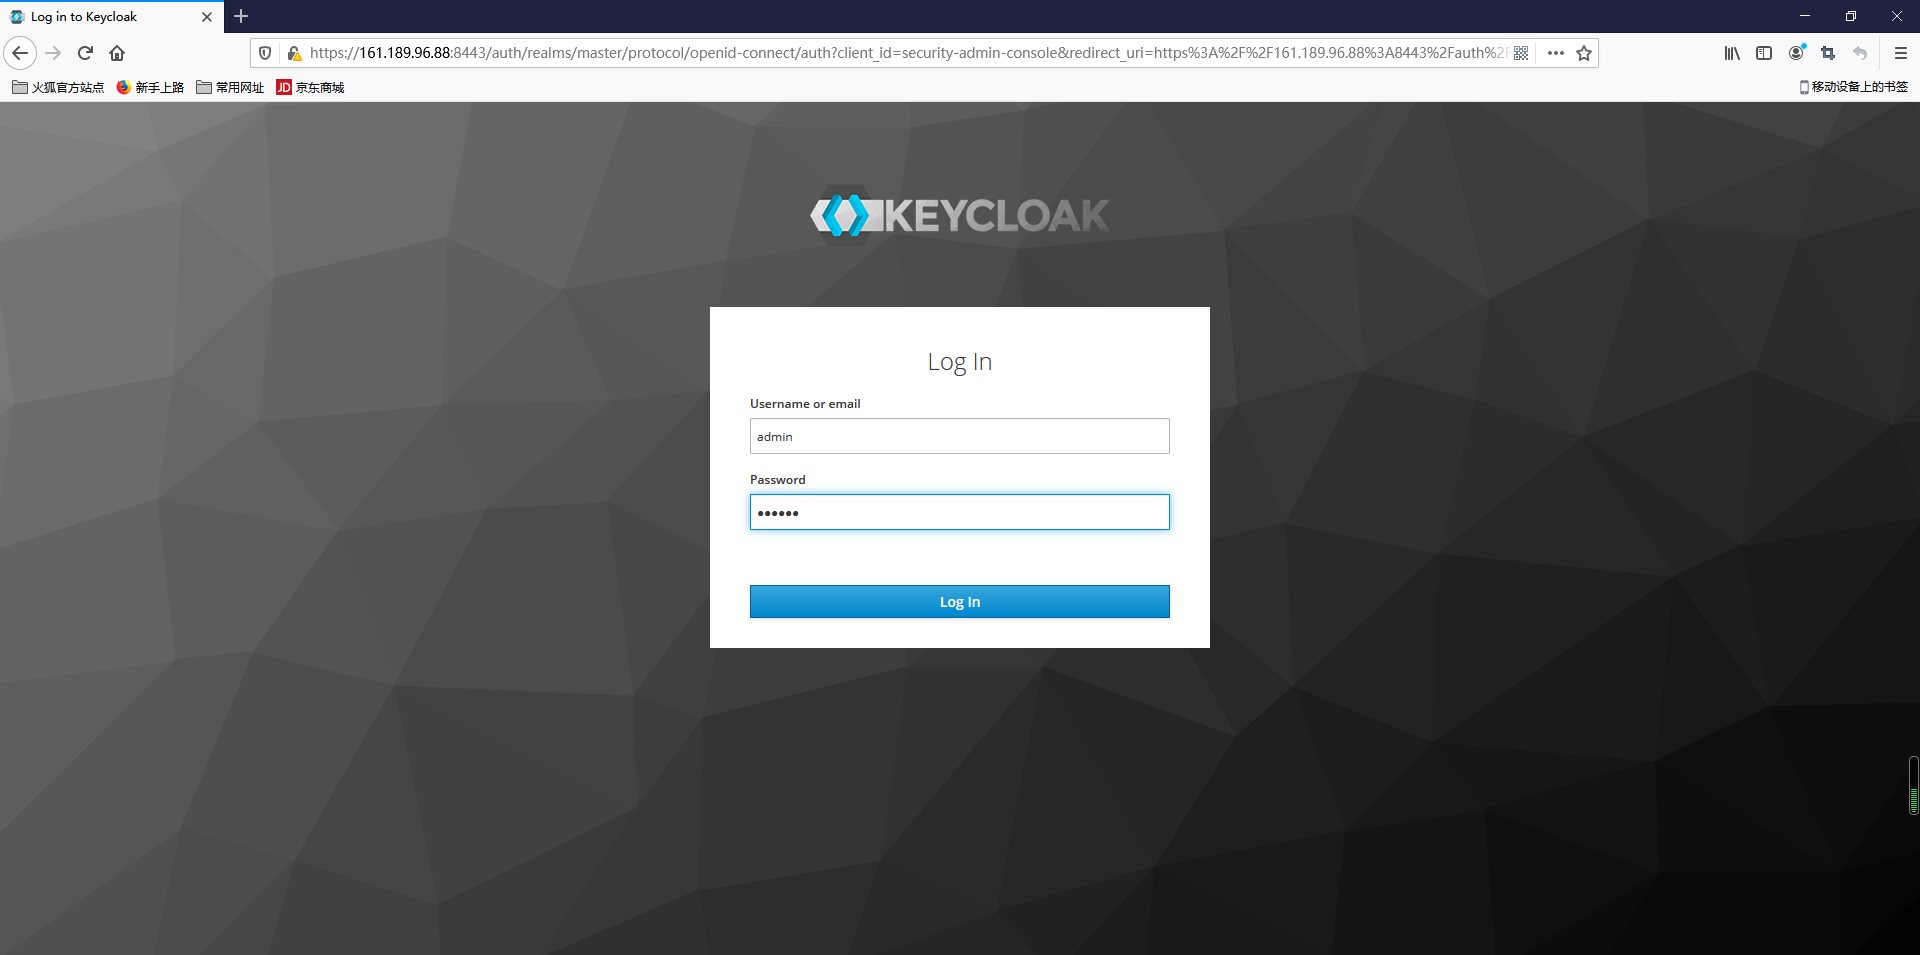 Log in to Keycloak
https://161.189.96.88:8443/auth/realms/master/protocol/openid-connect/auth?client_id=security-admin-console&redirect_uri=https%3A%2F%2F161.189.96.88%3A8443%2Fauth%2F
火狐官方站点 新手上路 常用网址 JD 京东商城 移动设备上的书签
KEYCLOAK
Log In
Username or email
admin
Password
••••••
Log In